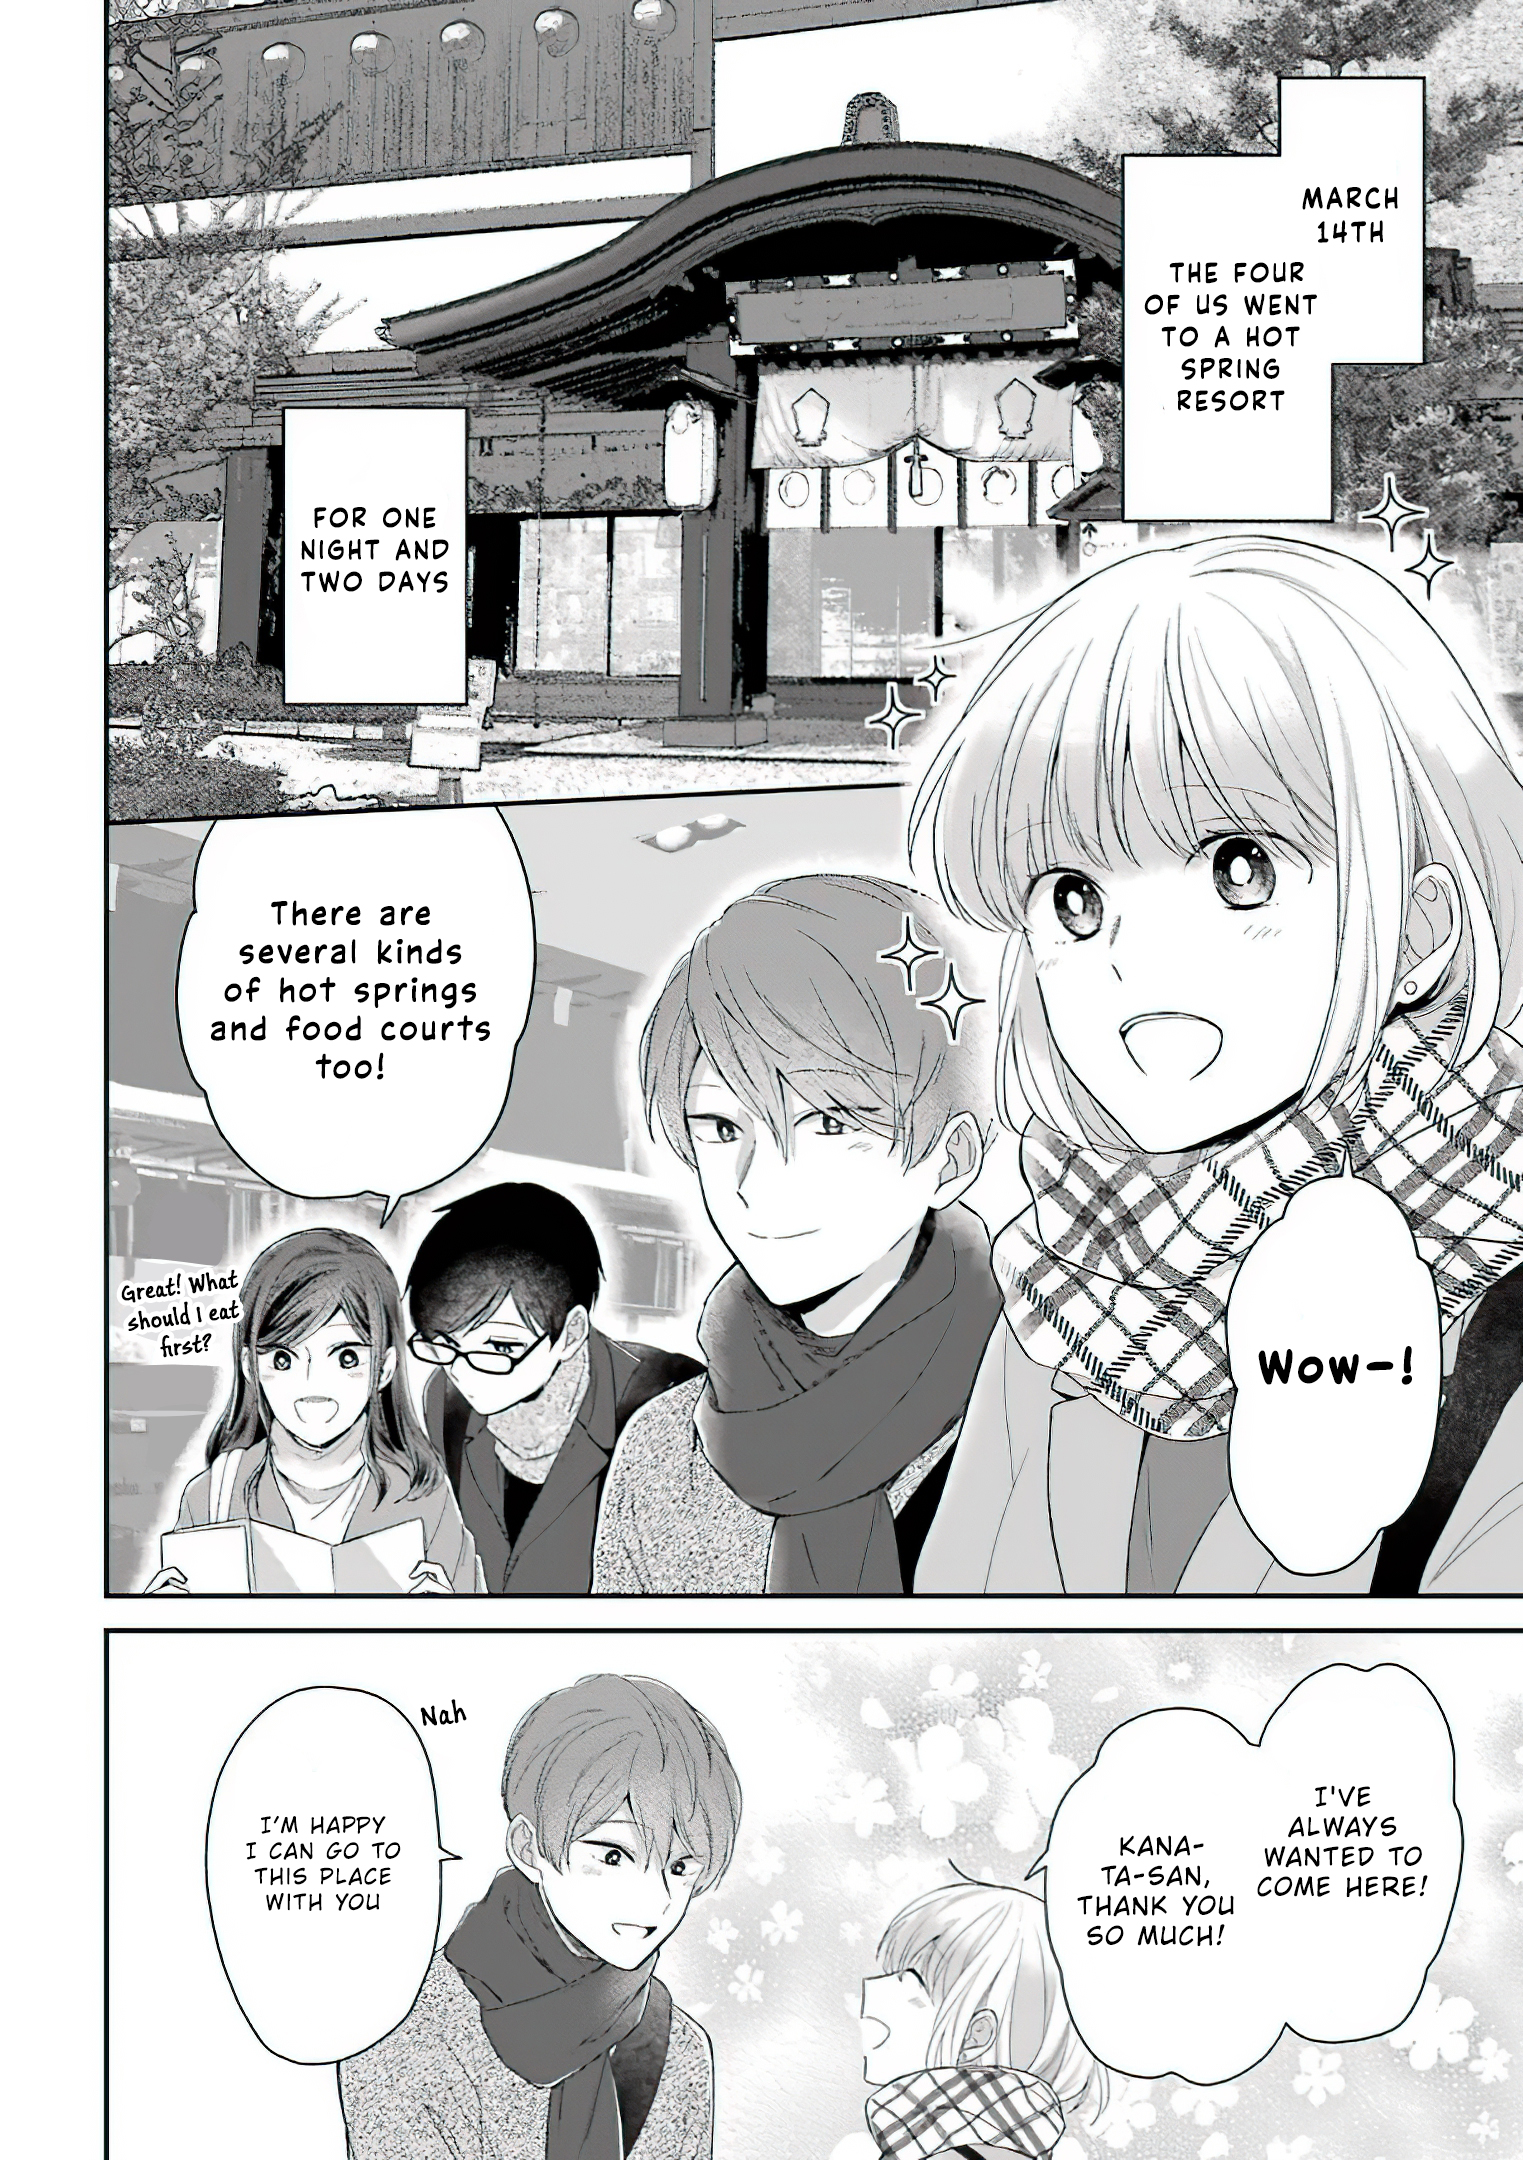 MARCH
14TH
THE FOUR
OF US WENT
TO A HOT
SPRING
RESORT
FOR ONE
NIGHT AND
TWO DAYS
Wow-!
There are
several kinds
of hot springs
and food courts
too!
Great! What
should I eat
first?
I'VE
ALWAYS
WANTED TO
COME HERE!
KANA-
TA-SAN,
THANK YOU
SO MUCH!
Nah
I'M HAPPY
I CAN GO TO
THIS PLACE
WITH YOU